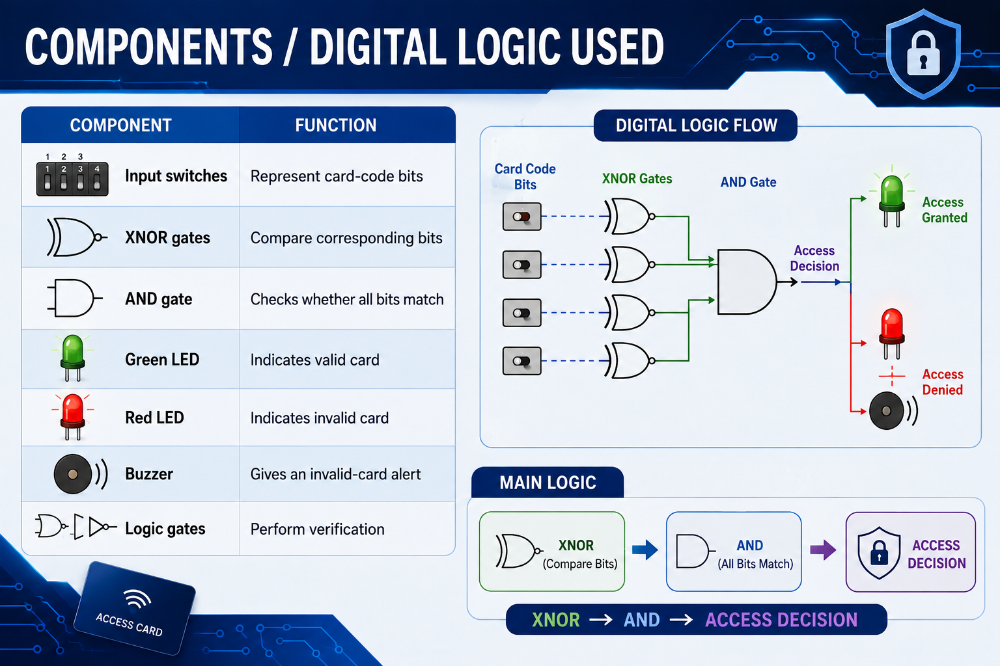 COMPONENTS / DIGITAL LOGIC USED
COMPONENT
FUNCTION
1 2 3
1 2 3 4
Input switches
Represent card-code bits
XNOR gates
Compare corresponding bits
AND gate
Checks whether all bits match
Green LED
Indicates valid card
Red LED
Indicates invalid card
Buzzer
Gives an invalid-card alert
Logic gates
Perform verification
ACCESS CARD
DIGITAL LOGIC FLOW
Card Code
Bits
XNOR Gates
AND Gate
Access
Decision
Access
Granted
Access
Denied
MAIN LOGIC
XNOR
(Compare Bits)
AND
(All Bits Match)
ACCESS
DECISION
XNOR → AND → ACCESS DECISION